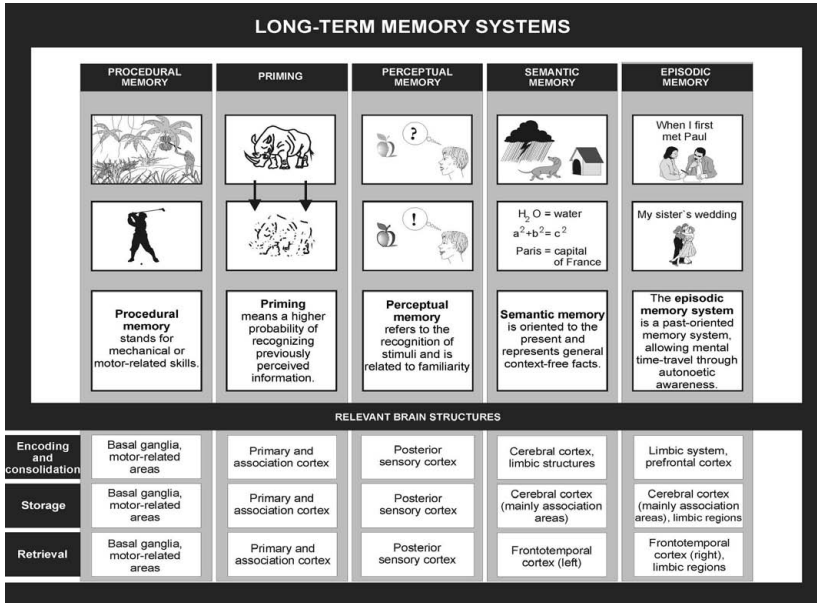 LONG-TERM MEMORY SYSTEMS
PROCEDURAL
MEMORY
PRIMING
PERCEPTUAL
MEMORY
SEMANTIC
MEMORY
EPISODIC
MEMORY
?
When I first
met Paul
!
H2O = water
a²+b²= c²
Paris = capital
of France
My sister`s wedding
Procedural
memory
stands for
mechanical or
motor-related skills.
Priming
means a higher
probability of
recognizing
previously
perceived
information.
Perceptual
memory
refers to the
recognition of
stimuli and is
related to familiarity
Semantic memory
is oriented to the
present and
represents general
context-free facts.
The episodic
memory system
is a past-oriented
memory system,
allowing mental
time-travel through
autonoetic
awareness.
RELEVANT BRAIN STRUCTURES
Encoding
and
consolidation
Basal ganglia,
motor-related
areas
Primary and
association cortex
Posterior
sensory cortex
Cerebral cortex,
limbic structures
Limbic system,
prefrontal cortex
Storage
Basal ganglia,
motor-related
areas
Primary and
association cortex
Posterior
sensory cortex
Cerebral cortex
(mainly association
areas)
Cerebral cortex
(mainly association
areas), limbic regions
Retrieval
Basal ganglia,
motor-related
areas
Primary and
association cortex
Posterior
sensory cortex
Frontotemporal
cortex (left)
Frontotemporal
cortex (right),
limbic regions